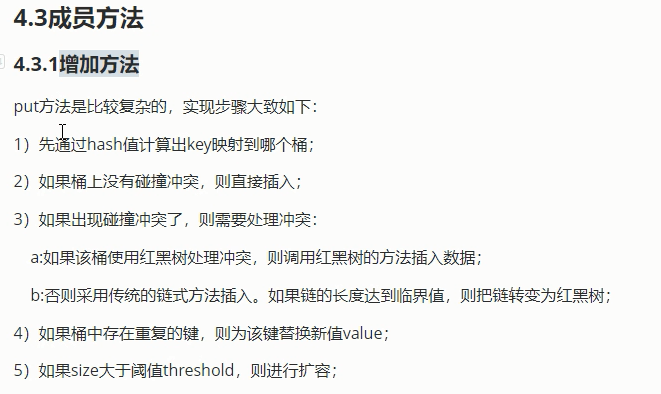 4.3成员方法
4.3.1增加方法
put方法是比较复杂的，实现步骤大致如下：
1）先通过hash值计算出key映射到哪个桶；
2）如果桶上没有碰撞冲突，则直接插入；
3）如果出现碰撞冲突了，则需要处理冲突：
a:如果该桶使用红黑树处理冲突，则调用红黑树的方法插入数据；
b:否则采用传统的链式方法插入。如果链的长度达到临界值，则把链转变为红黑树；
4）如果桶中存在重复的键，则为该键替换新值value；
5）如果size大于阈值threshold，则进行扩容；